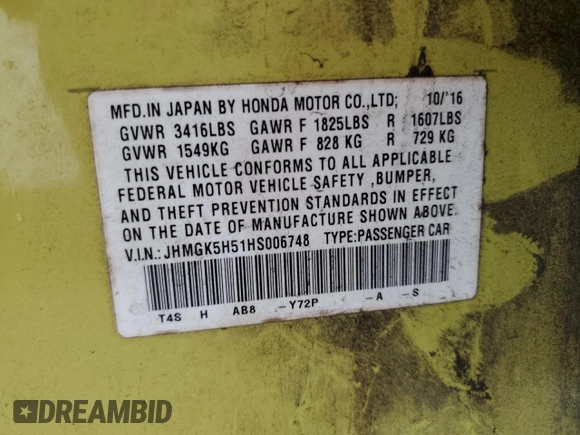 MFD.IN JAPAN BY HONDA MOTOR CO.,LTD; 10/'16
GVWR 3416LBS GAWR F 1825LBS R 1607LBS
GVWR 1549KG GAWR F 828 KG R 729 KG
THIS VEHICLE CONFORMS TO ALL APPLICABLE
FEDERAL MOTOR VEHICLE SAFETY ,BUMPER,
AND THEFT PREVENTION STANDARDS IN EFFECT
ON THE DATE OF MANUFACTURE SHOWN ABOVE.
V.I.N.: JHMGK5H51HS006748 TYPE:PASSENGER CAR
T4S H AB8 -Y72P -A -S
DREAMBID